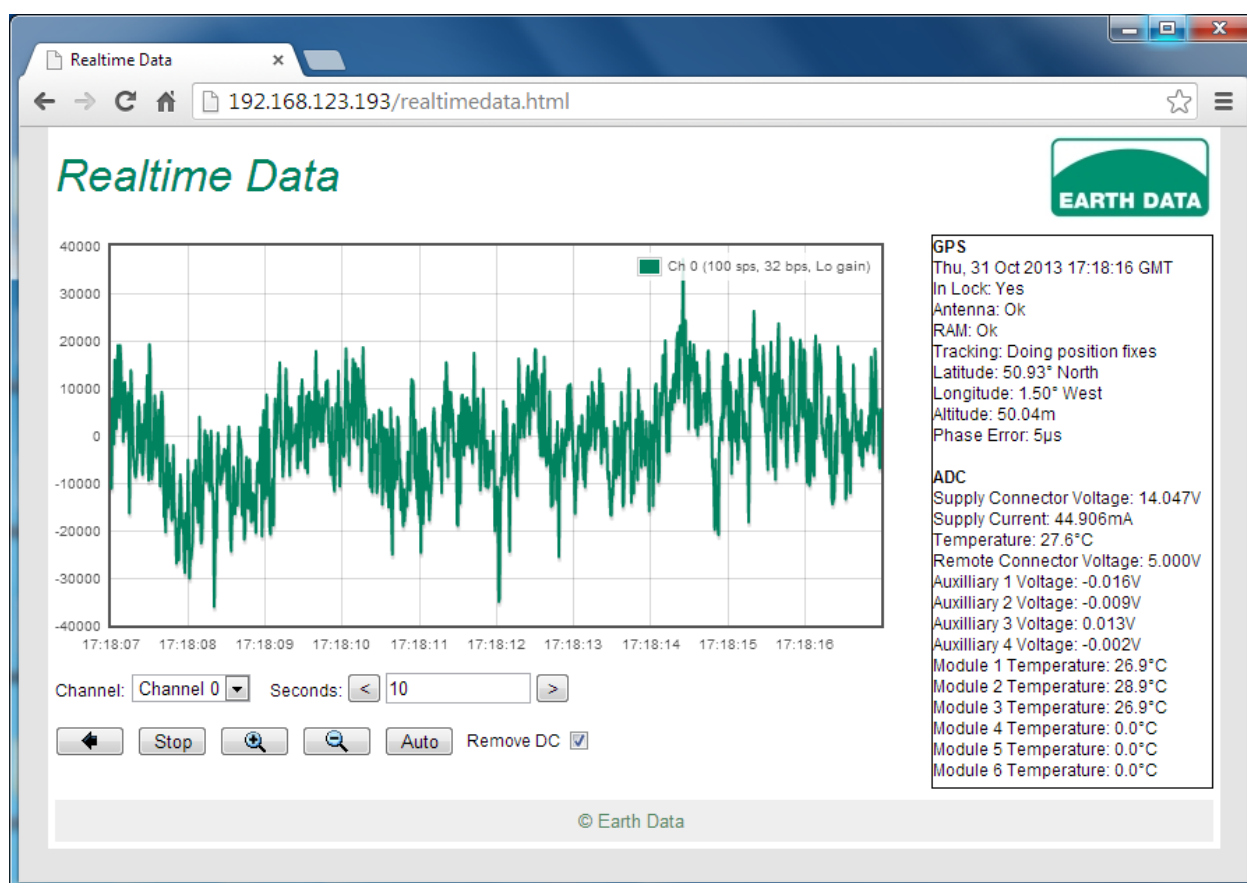 Realtime Data
192.168.123.193/realtimedata.html
Realtime Data
EARTH DATA
Ch 0 (100 sps, 32 bps, Lo gain)
40000
30000
20000
10000
0
-10000
-20000
-30000
-40000
17:18:07 17:18:08 17:18:09 17:18:10 17:18:11 17:18:12 17:18:13 17:18:14 17:18:15 17:18:16
Channel: Channel 0 Seconds: < 10 >
Stop Auto Remove DC
GPS
Thu, 31 Oct 2013 17:18:16 GMT
In Lock: Yes
Antenna: Ok
RAM: Ok
Tracking: Doing position fixes
Latitude: 50.93° North
Longitude: 1.50° West
Altitude: 50.04m
Phase Error: 5µs
ADC
Supply Connector Voltage: 14.047V
Supply Current: 44.906mA
Temperature: 27.6°C
Remote Connector Voltage: 5.000V
Auxilliary 1 Voltage: -0.016V
Auxilliary 2 Voltage: -0.009V
Auxilliary 3 Voltage: 0.013V
Auxilliary 4 Voltage: -0.002V
Module 1 Temperature: 26.9°C
Module 2 Temperature: 28.9°C
Module 3 Temperature: 26.9°C
Module 4 Temperature: 0.0°C
Module 5 Temperature: 0.0°C
Module 6 Temperature: 0.0°C
© Earth Data